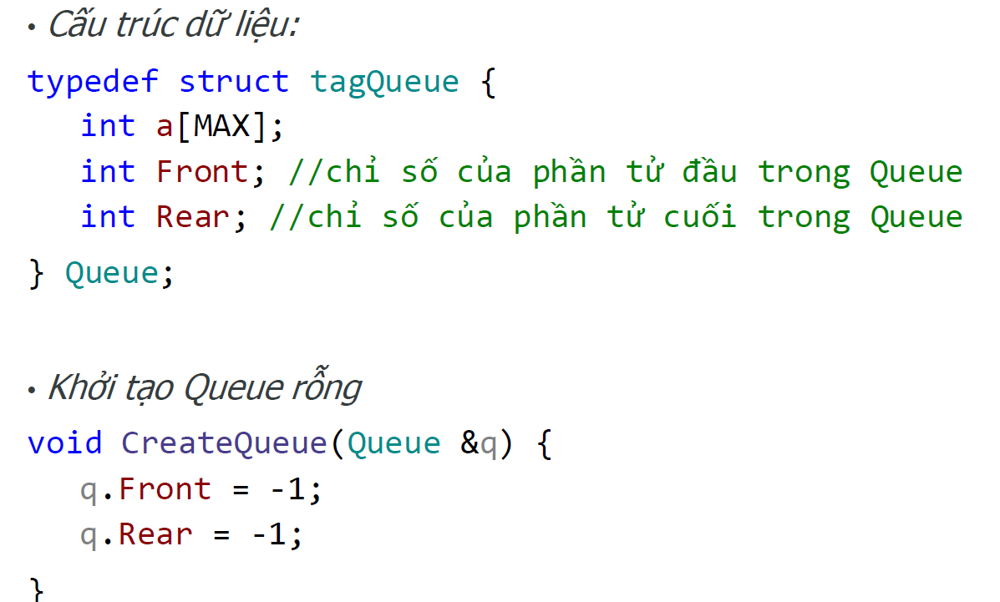 • Cấu trúc dữ liệu:
typedef struct tagQueue {
int a[MAX];
int Front; //chỉ số của phần tử đầu trong Queue
int Rear; //chỉ số của phần tử cuối trong Queue
} Queue;
• Khởi tạo Queue rỗng
void CreateQueue(Queue &q) {
q.Front = -1;
q.Rear = -1;
}